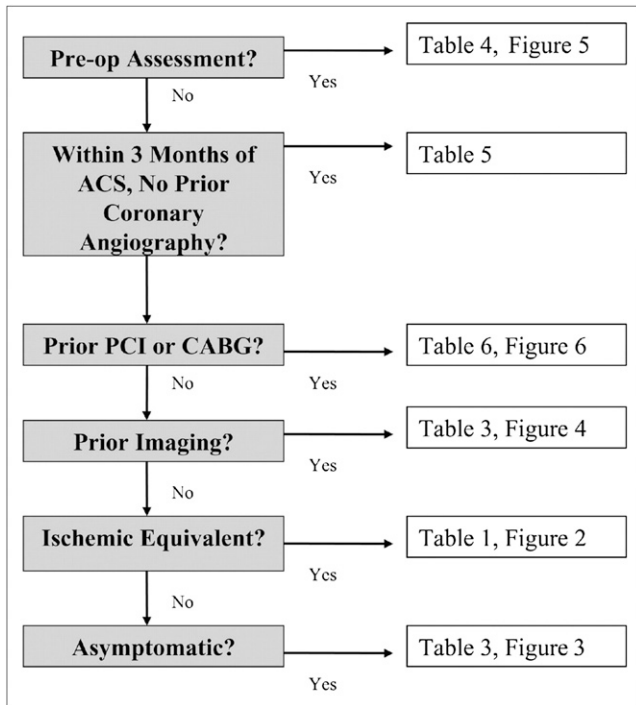 Pre-op Assessment?
Table 4, Figure 5
No
Yes
Within 3 Months of
ACS, No Prior
Coronary
Angiography?
Table 5
Yes
Prior PCI or CABG?
Table 6, Figure 6
No
Yes
Prior Imaging?
Table 3, Figure 4
Yes
No
Ischemic Equivalent?
Table 1, Figure 2
Yes
No
Asymptomatic?
Table 3, Figure 3
Yes